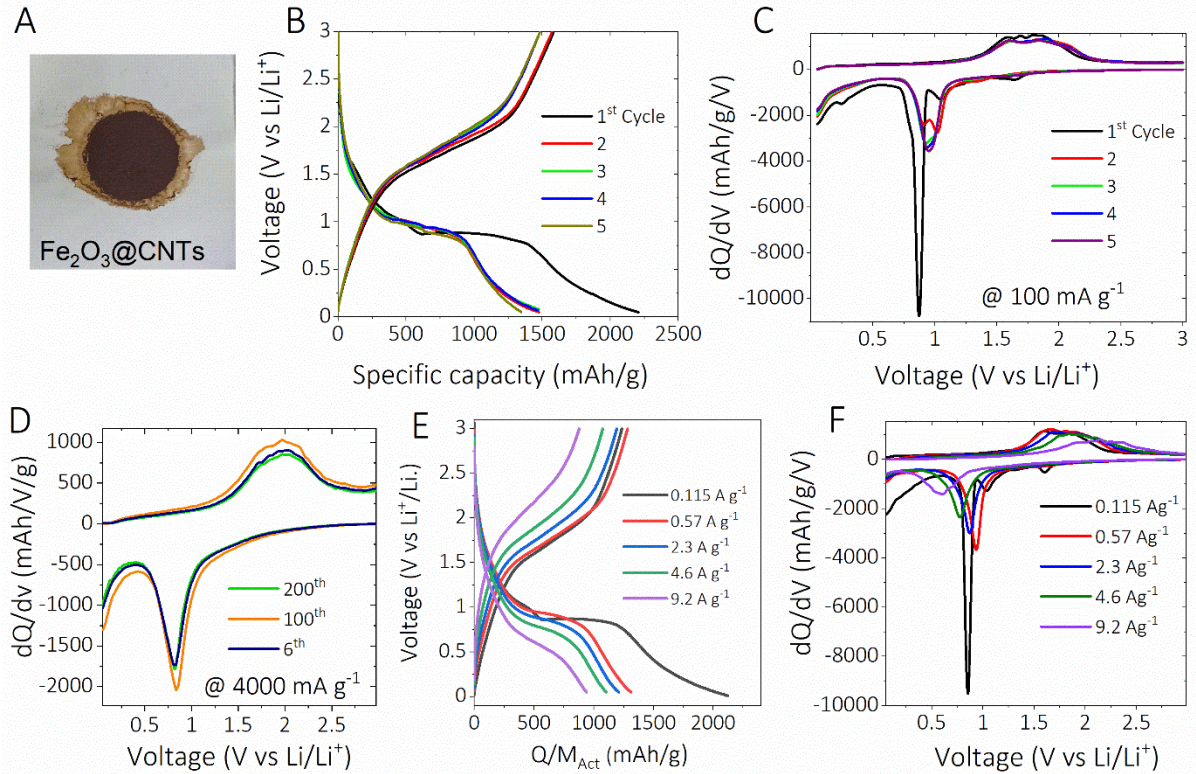 A
Fe2O3@CNTs
B
Voltage (V vs Li/Li+)
3
2.5
2
1.5
1
0.5
0
1st Cycle
2
3
4
5
0 500 1000 1500 2000 2500
Specific capacity (mAh/g)
C
dQ/dV (mAh/g/V)
0
-2000
-4000
-6000
-8000
-10000
1st Cycle
2
3
4
5
@ 100 mA g-1
0.5 1 1.5 2 2.5 3
Voltage (V vs Li/Li+)
D
dQ/dv (mAh/V/g)
1000
500
0
-500
-1000
-1500
-2000
200th
100th
6th
@ 4000 mA g-1
0.5 1 1.5 2 2.5
Voltage (V vs Li/Li+)
E
Voltage (V vs Li+/Li.)
3
2.5
2
1.5
1
0.5
0
0.115 A g-1
0.57 A g-1
2.3 A g-1
4.6 A g-1
9.2 A g-1
0 500 1000 1500 2000
Q/MAct (mAh/g)
F
dQ/dV (mAh/g/V)
0
-2000
-4000
-6000
-8000
-10000
0.115 Ag-1
0.57 Ag-1
2.3 Ag-1
4.6 Ag-1
9.2 Ag-1
0.5 1 1.5 2 2.5
Voltage (V vs Li/Li+)